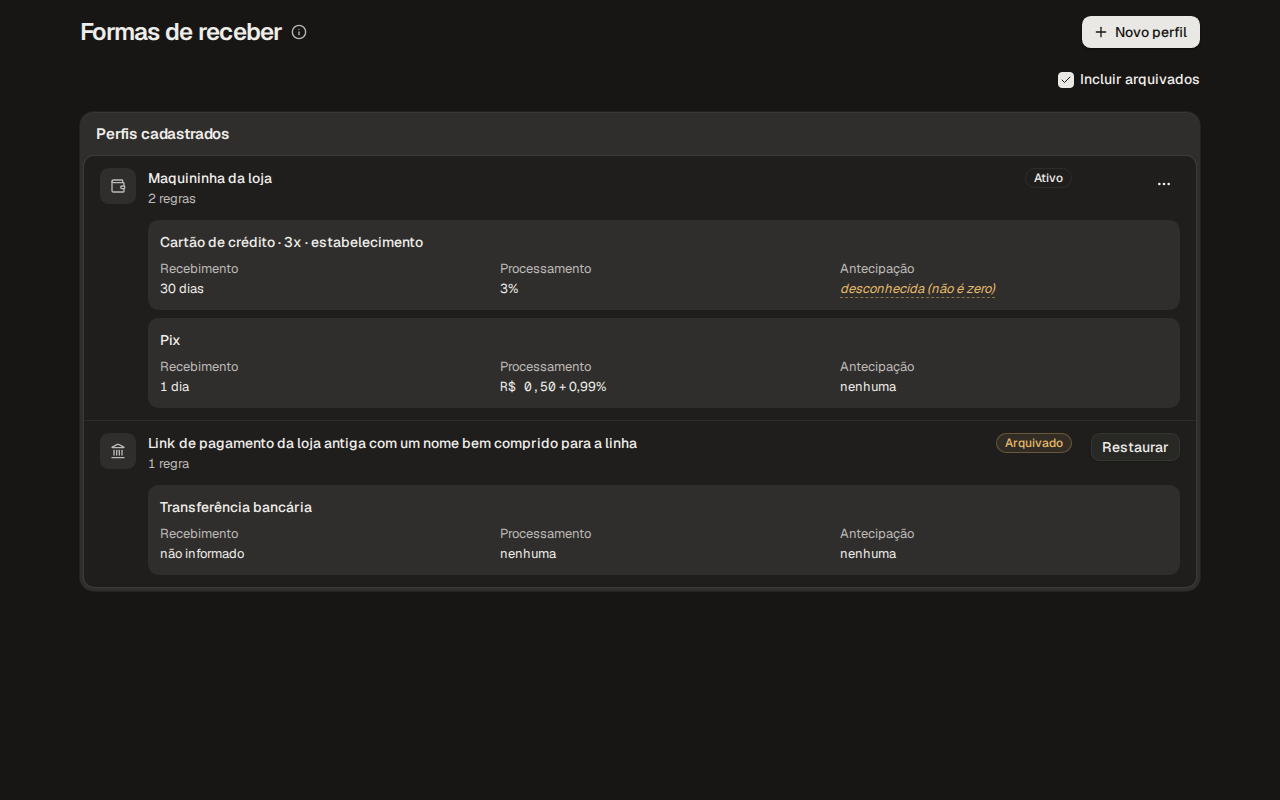 Formas de receber
Novo perfil
Incluir arquivados
Perfis cadastrados
Maquininha da loja
Ativo
2 regras
Cartão de crédito · 3x · estabelecimento
Recebimento
Processamento
Antecipação
30 dias
3%
desconhecida (não é zero)
Pix
Recebimento
Processamento
Antecipação
1 dia
R$ 0,50 + 0,99%
nenhuma
Link de pagamento da loja antiga com um nome bem comprido para a linha
Arquivado
Restaurar
1 regra
Transferência bancária
Recebimento
Processamento
Antecipação
não informado
nenhuma
nenhuma